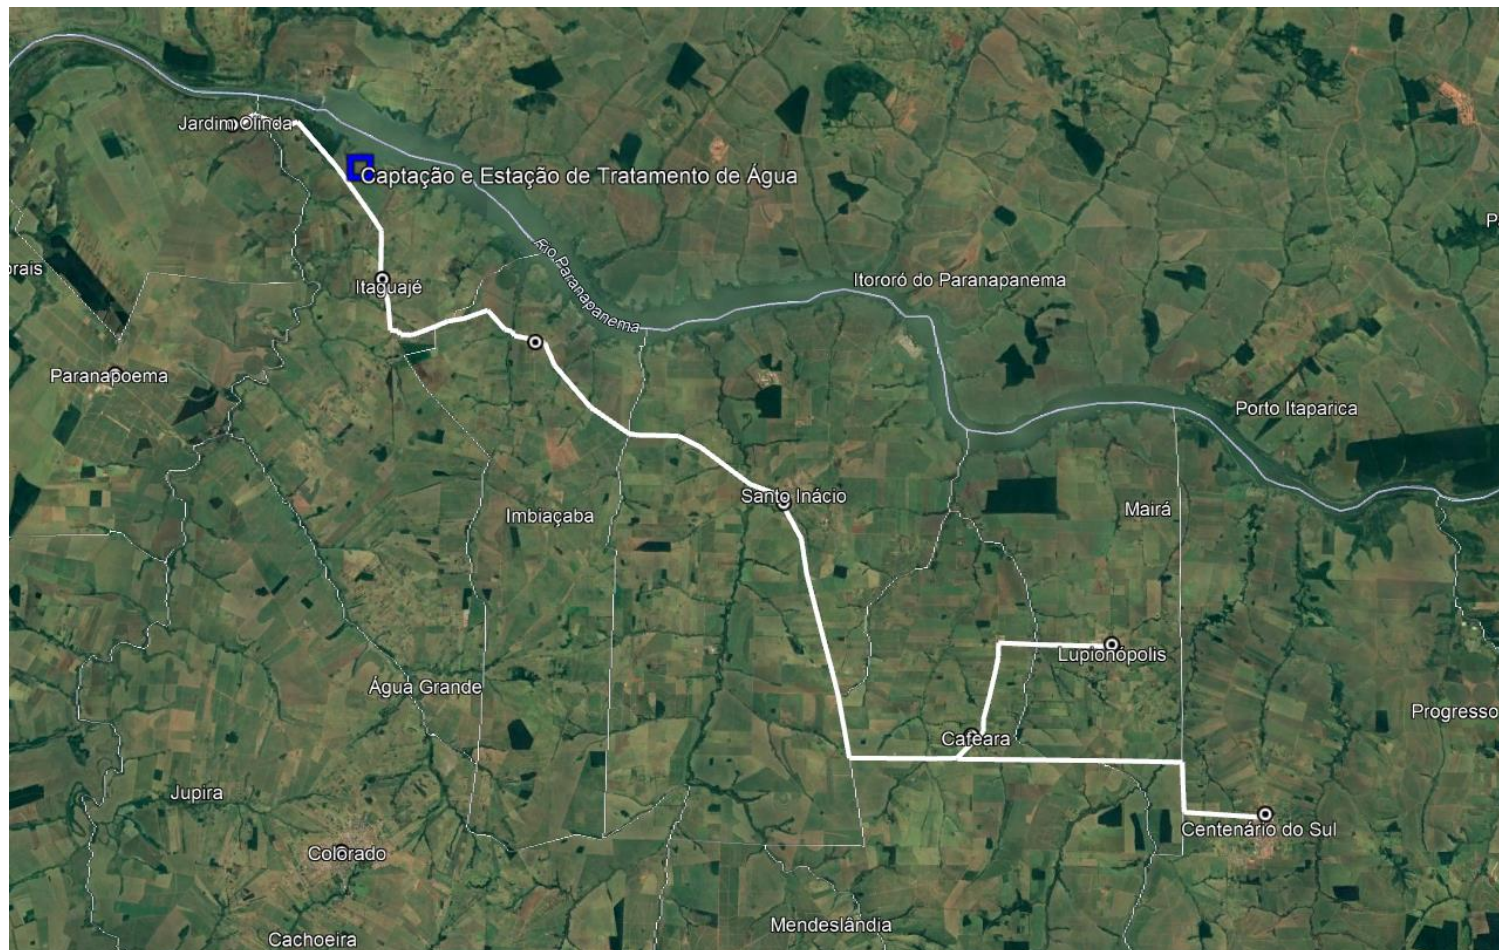 Jardim Olinda
Captação e Estação de Tratamento de Água
Rio Paranapanema
orais
Itaguajé
Itororó do Paranapanema
Paranapoema
Porto Itaparica
Santo Inácio
Mairá
Imbiaçaba
Lupionópolis
Água Grande
Progresso
Cafeara
Jupira
Centenário do Sul
Colorado
Mendeslândia
Cachoeira